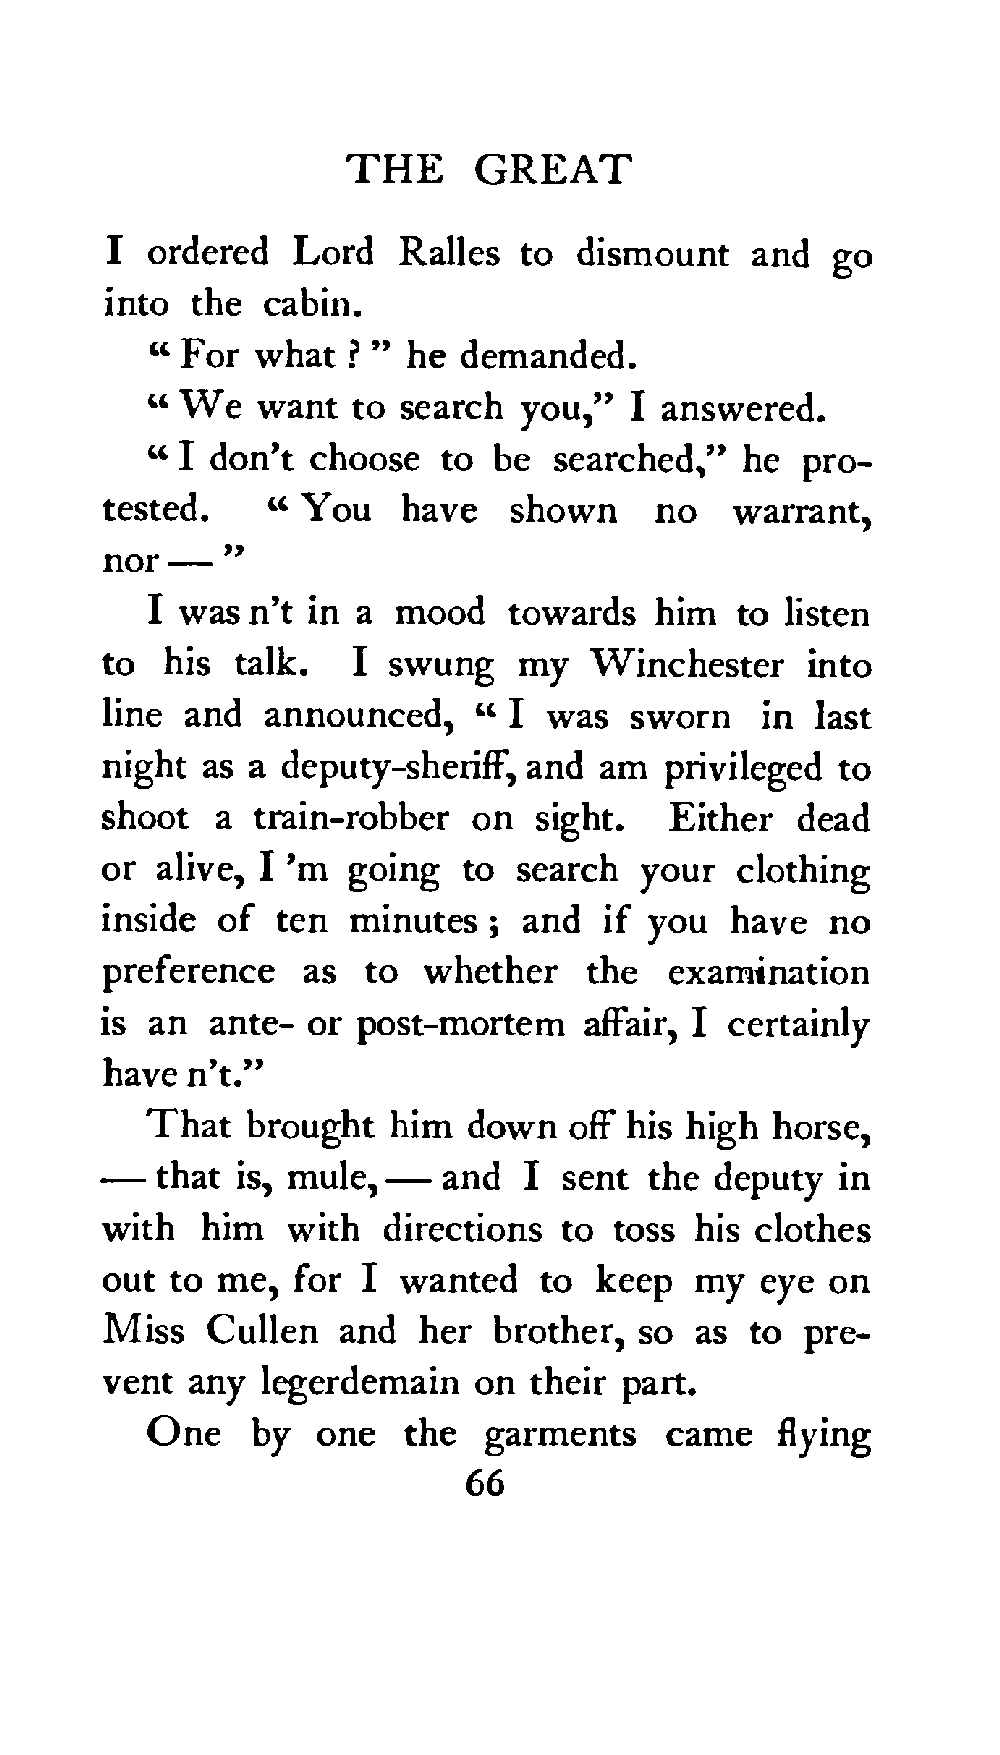 THE GREAT
I ordered Lord Ralles to dismount and go
into the cabin.
“ For what ? ” he demanded.
“ We want to search you,” I answered.
“ I don’t choose to be searched,” he pro-
tested. “ You have shown no warrant,
nor — ”
I was n’t in a mood towards him to listen
to his talk. I swung my Winchester into
line and announced, “ I was sworn in last
night as a deputy-sheriff, and am privileged to
shoot a train-robber on sight. Either dead
or alive, I ’m going to search your clothing
inside of ten minutes ; and if you have no
preference as to whether the examination
is an ante- or post-mortem affair, I certainly
have n’t.”
That brought him down off his high horse,
— that is, mule, — and I sent the deputy in
with him with directions to toss his clothes
out to me, for I wanted to keep my eye on
Miss Cullen and her brother, so as to pre-
vent any legerdemain on their part.
One by one the garments came flying
66